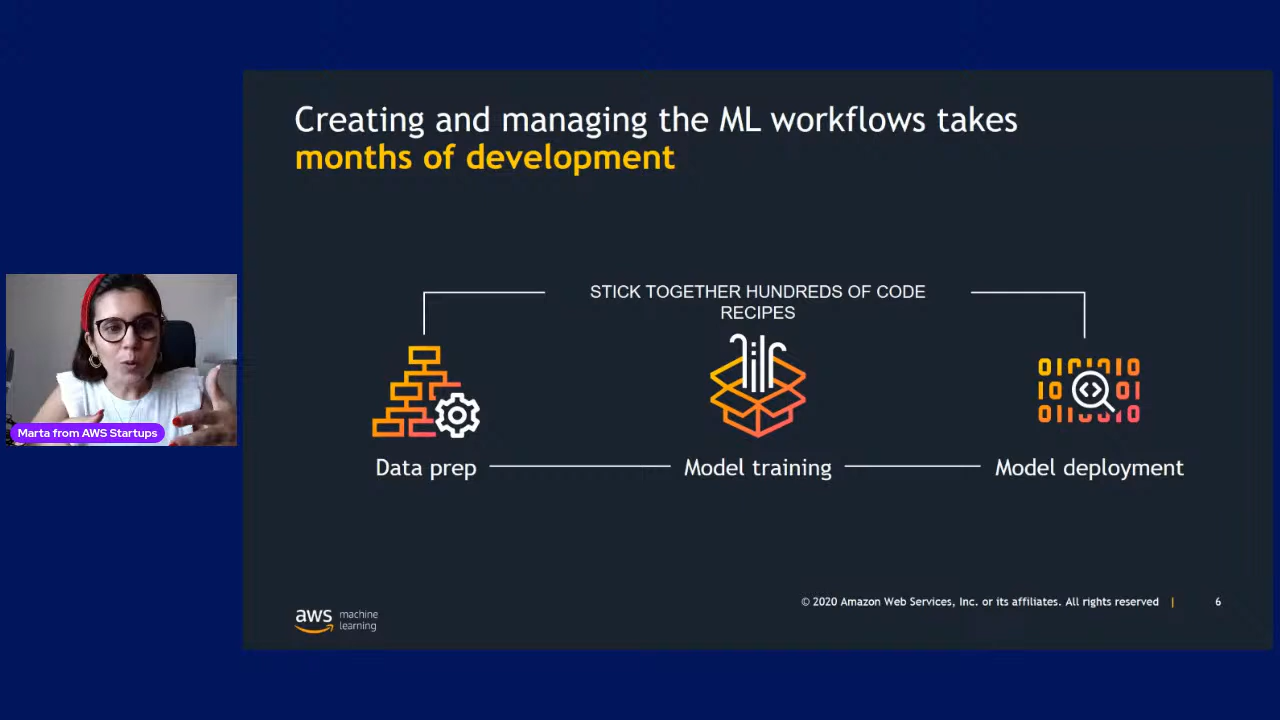 Creating and managing the ML workflows takes
months of development
STICK TOGETHER HUNDREDS OF CODE
RECIPES
Data prep
Model training
Model deployment
Marta from AWS Startups
aws machine
learning
© 2020 Amazon Web Services, Inc. or its affiliates. All rights reserved |
6